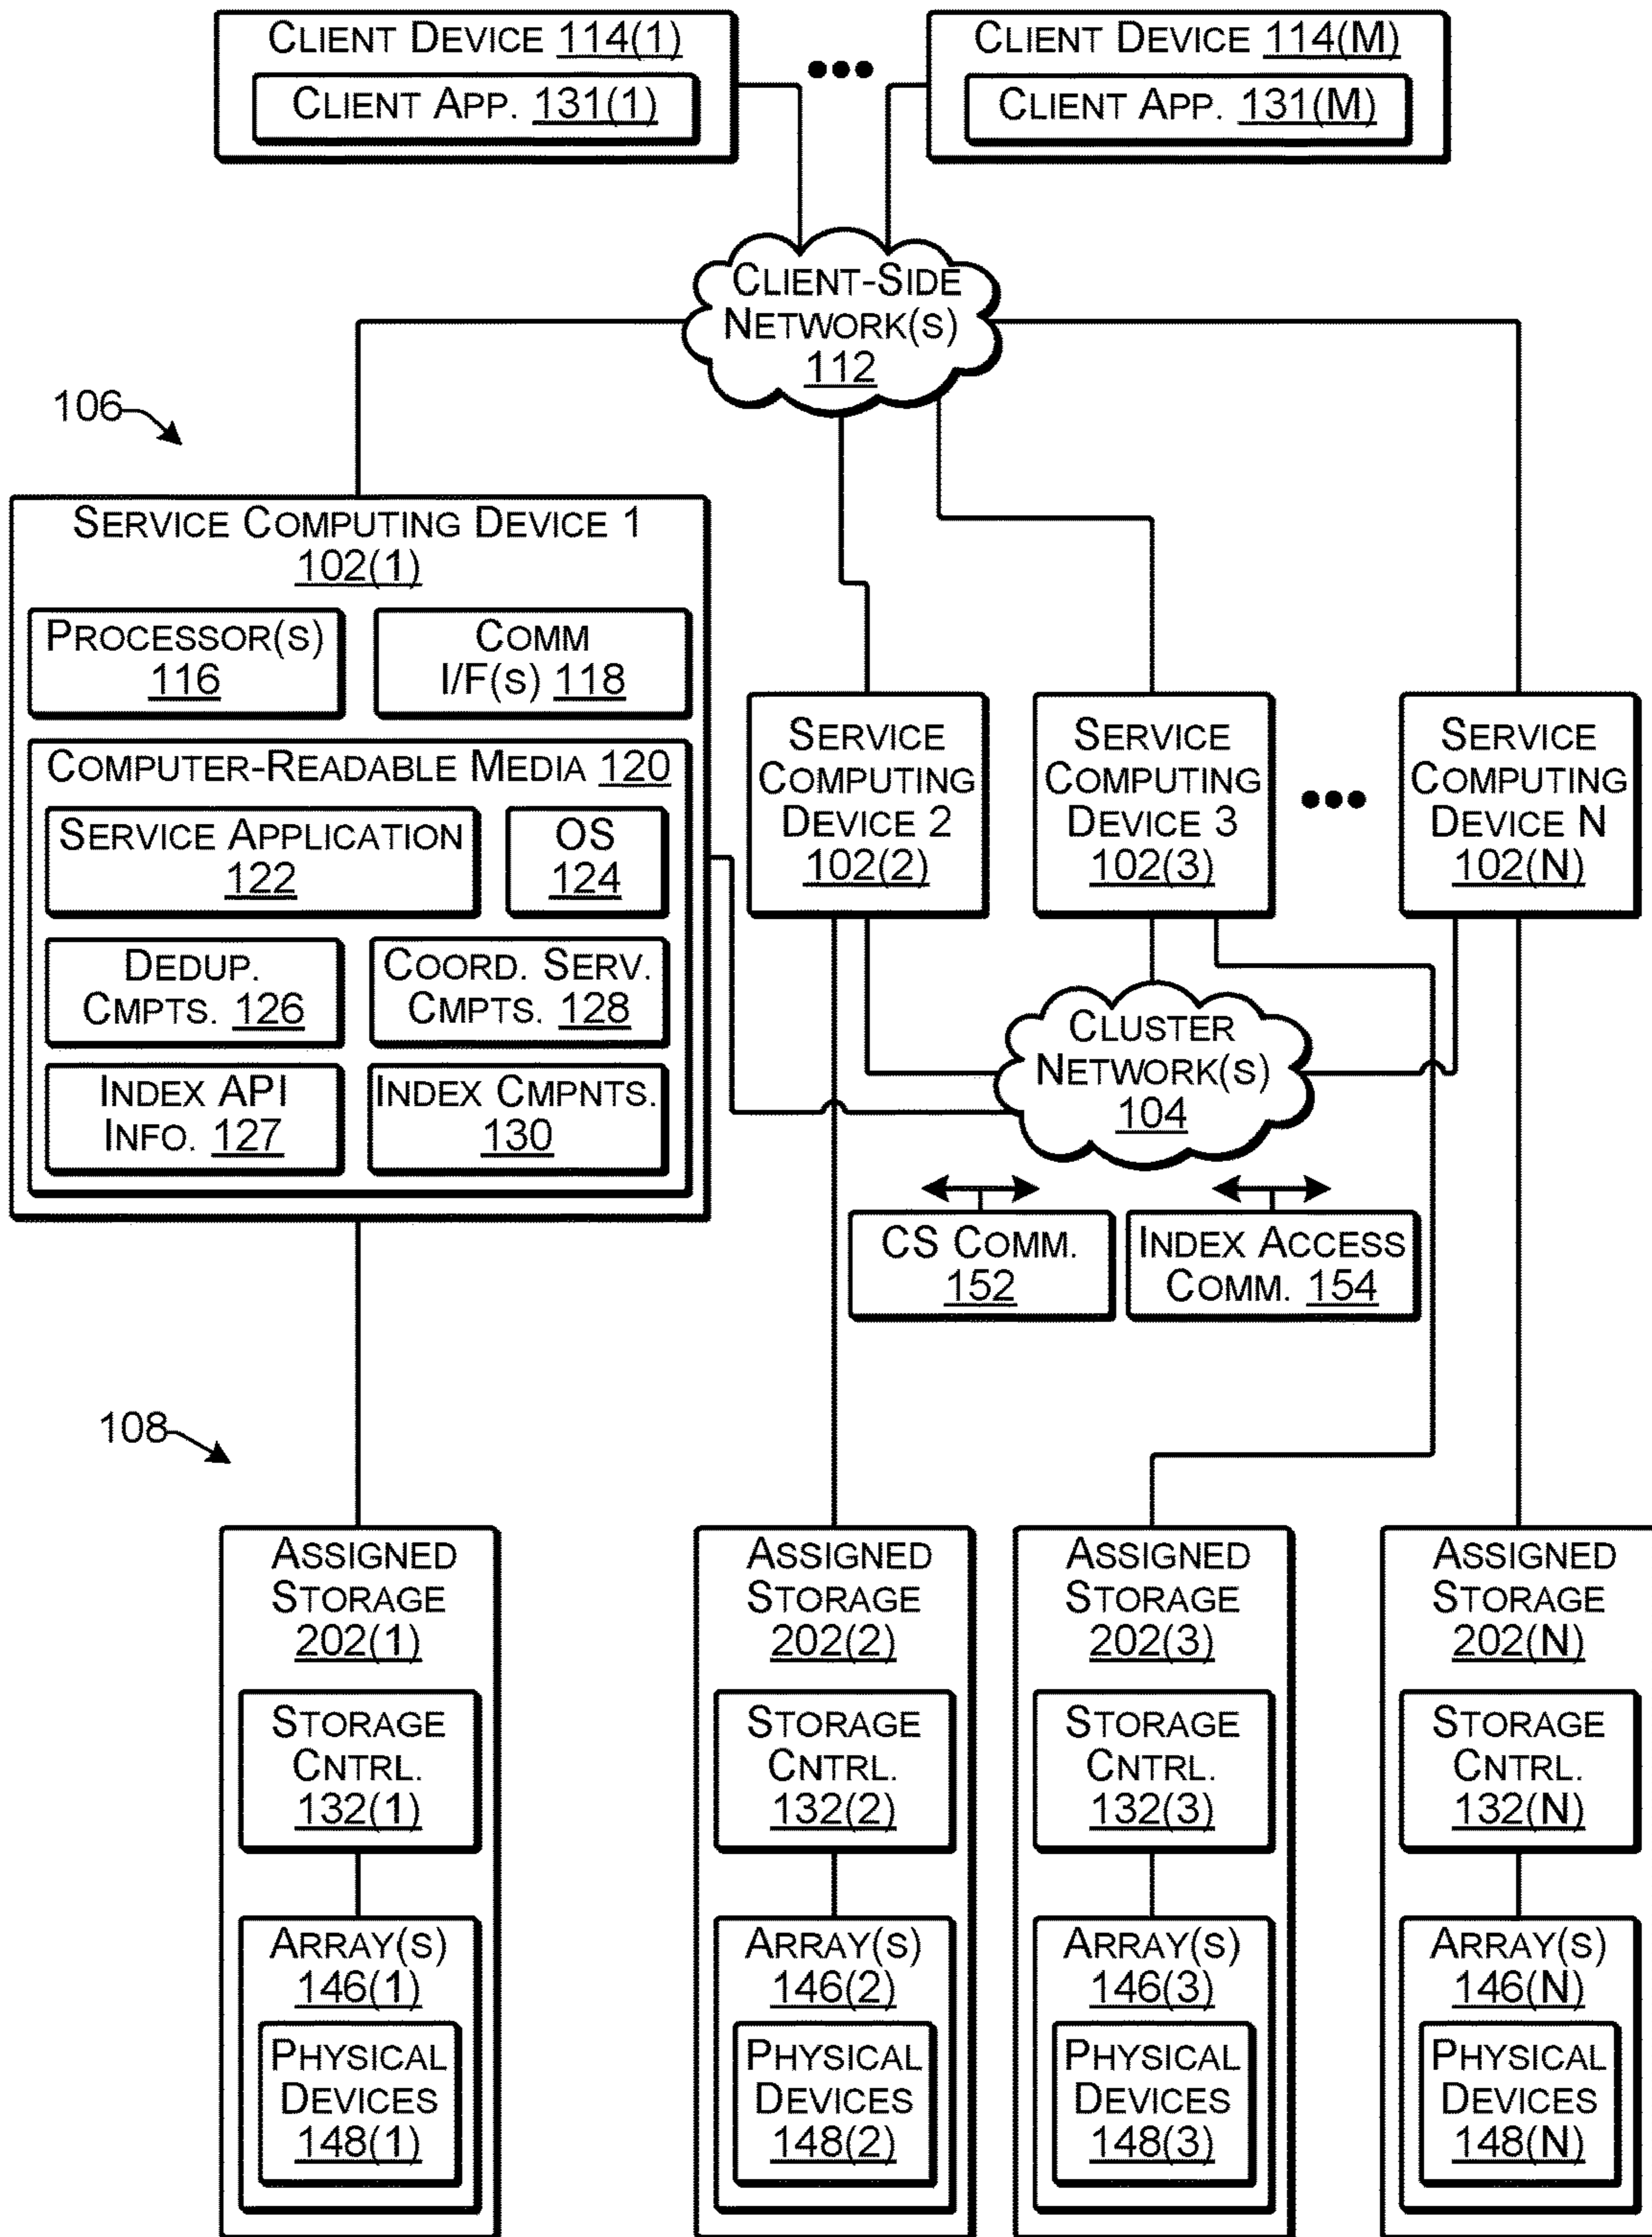 CLIENT DEVICE 114(1)
CLIENT APP. 131(1)
CLIENT DEVICE 114(M)
CLIENT APP. 131(M)
CLIENT-SIDE
NETWORK(S)
112
106
SERVICE COMPUTING DEVICE 1
102(1)
PROCESSOR(S)
116
COMM
I/F(S) 118
COMPUTER-READABLE MEDIA 120
SERVICE APPLICATION
122
OS
124
DEDUP.
CMPTS. 126
COORD. SERV.
CMPTS. 128
INDEX API
INFO. 127
INDEX CMPNTS.
130
SERVICE
COMPUTING
DEVICE 2
102(2)
SERVICE
COMPUTING
DEVICE 3
102(3)
SERVICE
COMPUTING
DEVICE N
102(N)
CLUSTER
NETWORK(S)
104
CS COMM.
152
INDEX ACCESS
COMM. 154
108
ASSIGNED
STORAGE
202(1)
STORAGE
CNTRL.
132(1)
ARRAY(S)
146(1)
PHYSICAL
DEVICES
148(1)
ASSIGNED
STORAGE
202(2)
STORAGE
CNTRL.
132(2)
ARRAY(S)
146(2)
PHYSICAL
DEVICES
148(2)
ASSIGNED
STORAGE
202(3)
STORAGE
CNTRL.
132(3)
ARRAY(S)
146(3)
PHYSICAL
DEVICES
148(3)
ASSIGNED
STORAGE
202(N)
STORAGE
CNTRL.
132(N)
ARRAY(S)
146(N)
PHYSICAL
DEVICES
148(N)